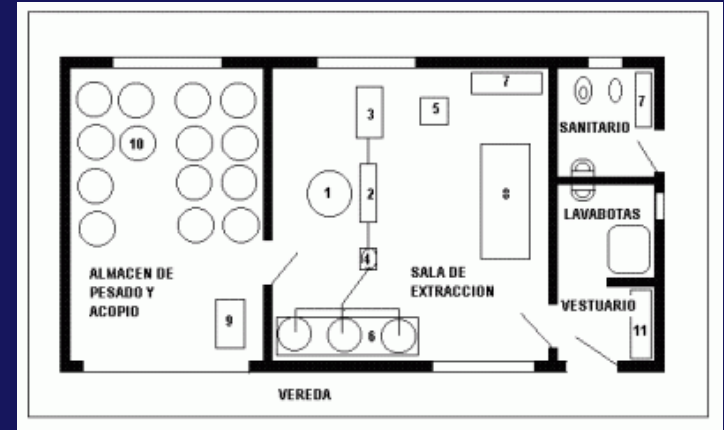 7
3
5
7
10
SANITARIO
1
2
8
LAVABOTAS
4
ALMACEN DE
PESADO Y
ACOPIO
SALA DE
EXTRACCION
VESTUARIO
9
6
11
VEREDA